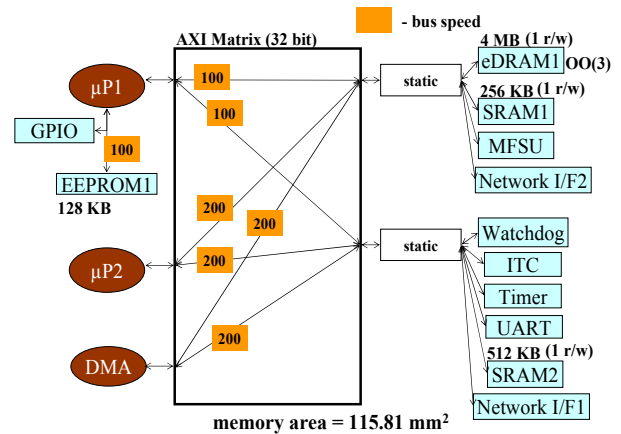 AXI Matrix (32 bit)
- bus speed
4 MB (1 r/w)
µP1
100
static
eDRAM1 OO(3)
256 KB (1 r/w)
100
SRAM1
GPIO
100
MFSU
EEPROM1
128 KB
Network I/F2
200
200
Watchdog
static
µP2
200
ITC
Timer
UART
200
512 KB (1 r/w)
DMA
SRAM2
Network I/F1
memory area = 115.81 mm²